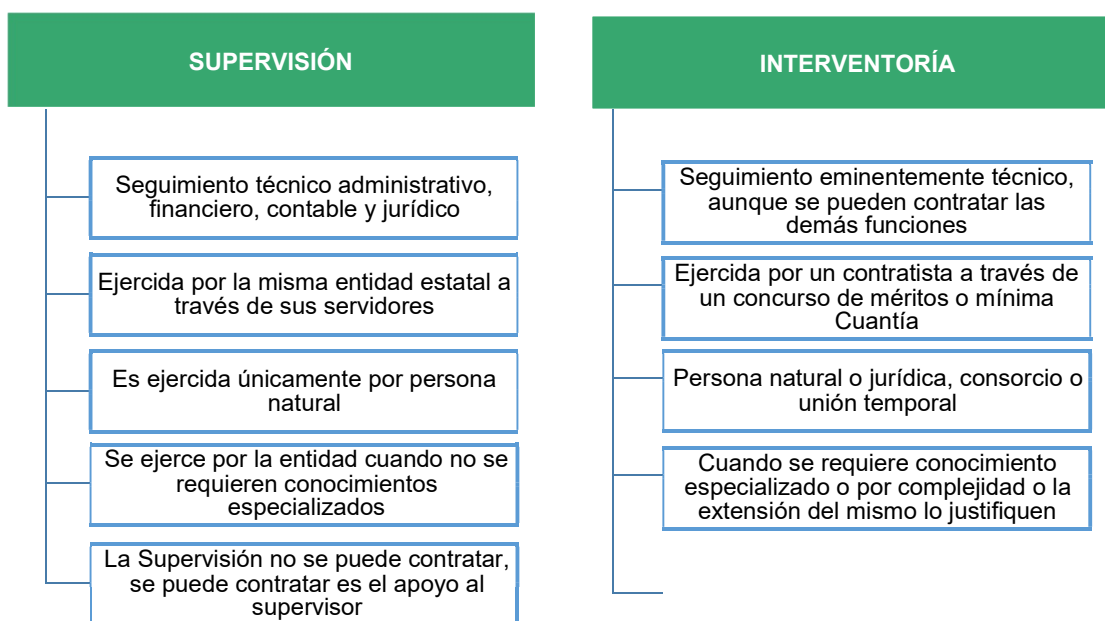 SUPERVISIÓN
Seguimiento técnico administrativo,
financiero, contable y jurídico
Ejercida por la misma entidad estatal a
través de sus servidores
Es ejercida únicamente por persona
natural
Se ejerce por la entidad cuando no se
requieren conocimientos
especializados
La Supervisión no se puede contratar,
se puede contratar es el apoyo al
supervisor
INTERVENTORÍA
Seguimiento eminentemente técnico,
aunque se pueden contratar las
demás funciones
Ejercida por un contratista a través de
un concurso de méritos o mínima
Cuantía
Persona natural o jurídica, consorcio o
unión temporal
Cuando se requiere conocimiento
especializado o por complejidad o la
extensión del mismo lo justifiquen